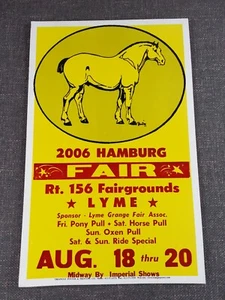 2006 HAMBURG
FAIR
Rt. 156 Fairgrounds
★ LYME ★
Sponsor - Lyme Grange Fair Assoc.
Fri. Pony Pull ★ Sat. Horse Pull
Sun. Oxen Pull
Sat. & Sun. Ride Special
AUG. 18 thru 20
Midway By: Imperial Shows